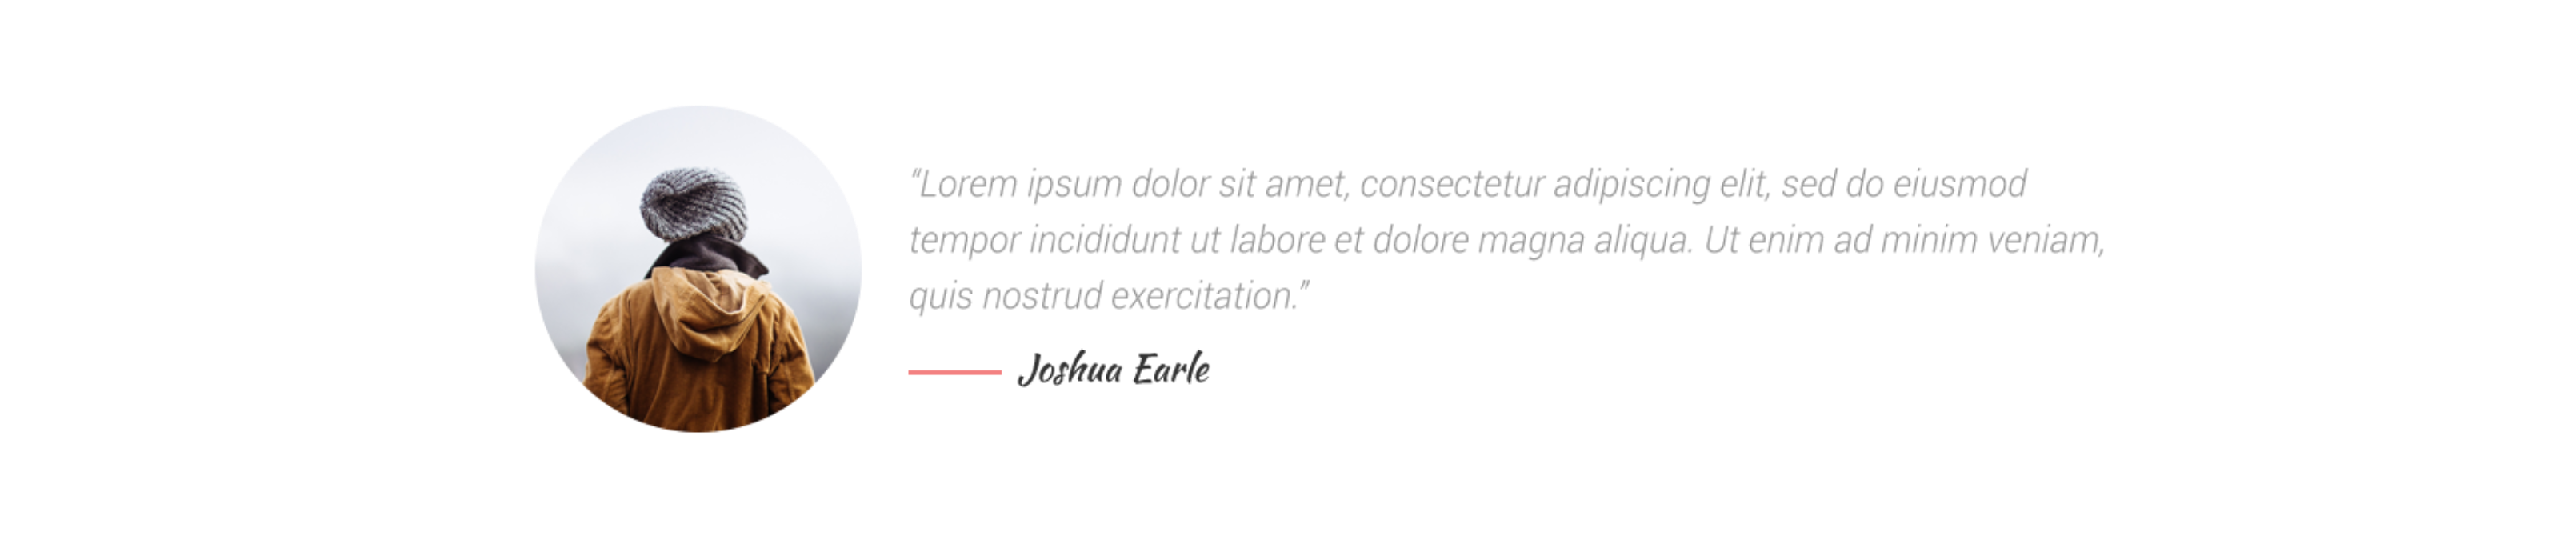 “Lorem ipsum dolor sit amet, consectetur adipiscing elit, sed do eiusmod
tempor incididunt ut labore et dolore magna aliqua. Ut enim ad minim veniam,
quis nostrud exercitation.”
Joshua Earle